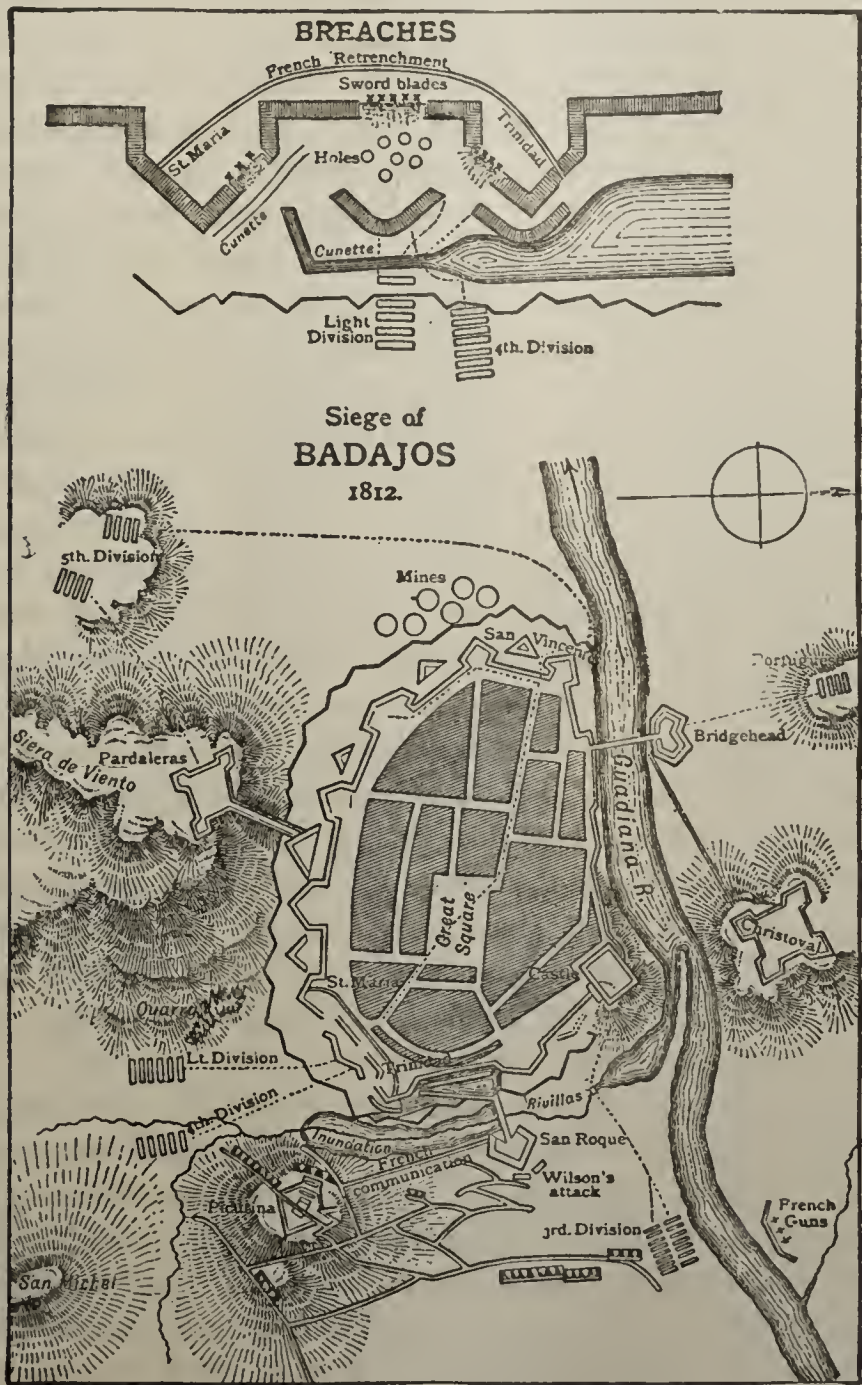 BREACHES
French Retrenchment
Sword blades
St. Maria
Trinidad
Holes
Cunette
Cunette
Light
Division
4th. Division
Siege of
BADAJOS
1812.
N
5th. Division
Mines
San Vincente
Portuguese
Bridgehead
Siera de Viento
Pardaleras
Guadiana R.
Great
Square
Christoval
St. Maria
Castle
Lt. Division
Trinidad
4th. Division
Rivillas
Inundation
San Roque
French
communication
Wilson's
attack
Picurina
3rd. Division
French
Guns
San Michel